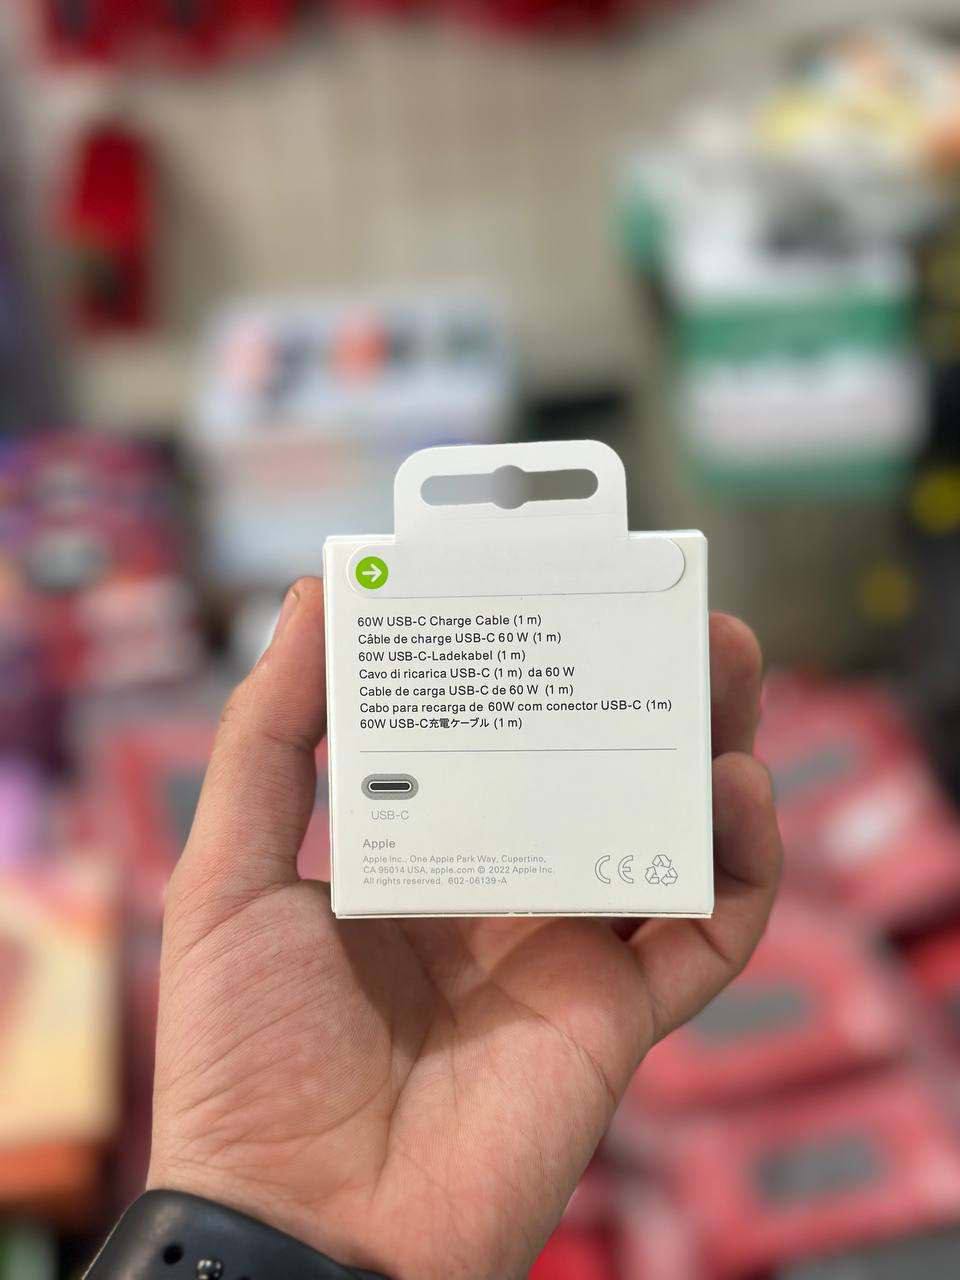 60W USB-C Charge Cable (1 m)
Câble de charge USB-C 60 W (1 m)
60W USB-C-Ladekabel (1 m)
Cavo di ricarica USB-C (1 m) da 60 W
Cable de carga USB-C de 60 W (1 m)
Cabo para recarga de 60W com conector USB-C (1m)
60W USB-C充電ケーブル (1 m)
USB-C
Apple
Apple Inc., One Apple Park Way, Cupertino,
CA 95014 USA, apple.com © 2022 Apple Inc.
All rights reserved. 602-06139-A
CE